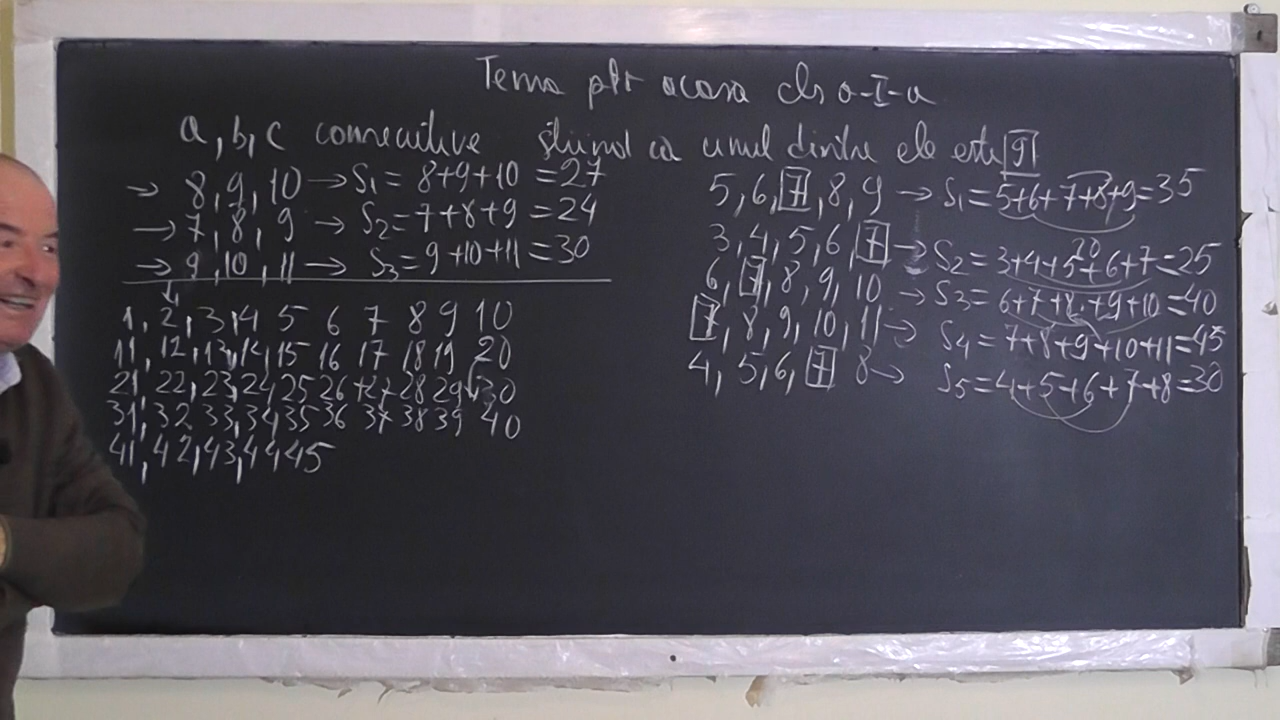 Tema ptr acasa cls a-I-a
a, b, c consecutive știind ca unul dintre ele este 9
→ 8, 9, 10 → S₁ = 8+9+10 = 27
→ 7, 8, 9 → S₂ = 7+8+9 = 24
→ 9, 10, 11 → S₃ = 9+10+11 = 30
1, 2, 3, 4 5 6 7 8 9 10
11, 12, 13, 14, 15 16 17 18 19 20
21, 22, 23, 24 25 26 27 28 29 30
31, 32 33, 34 35 36 37 38 39 40
41, 42, 43, 44 45
5, 6, 7, 8, 9 → S₁ = 5+6+7+8+9 = 35
3, 4, 5, 6, 7 → S₂ = 3+4+5+6+7 = 25
20
6, 7, 8, 9, 10 → S₃ = 6+7+8+9+10 = 40
7, 8, 9, 10, 11 → S₄ = 7+8+9+10+11 = 45
4, 5, 6, 7 8 → S₅ = 4+5+6+7+8 = 30